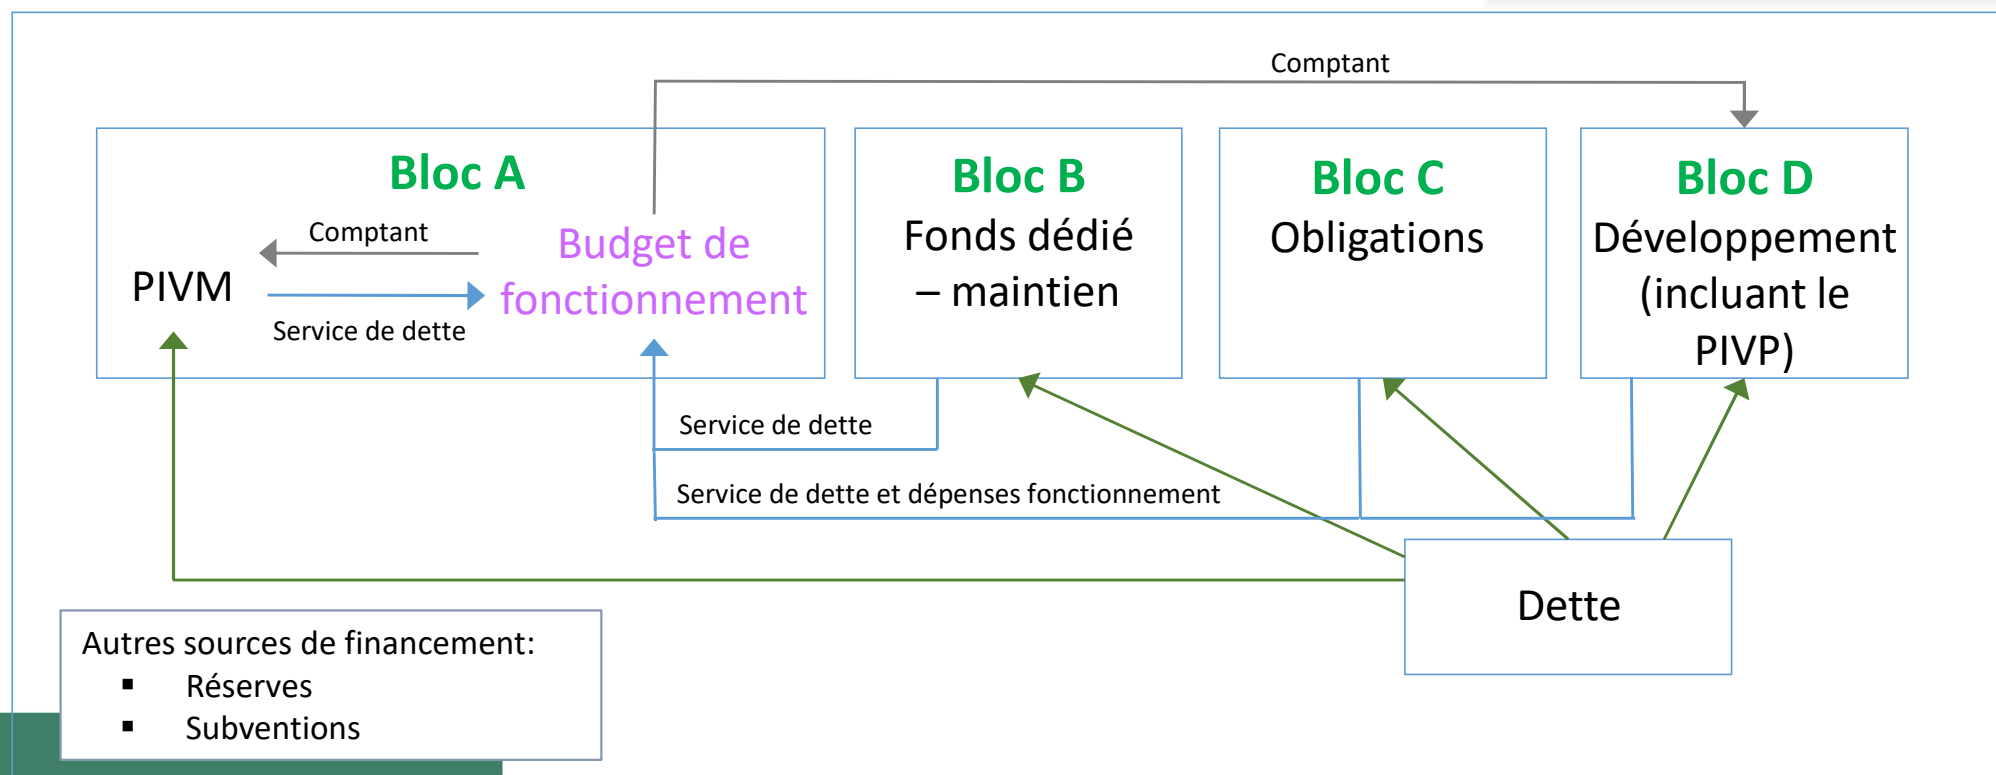 Comptant
Bloc A
Comptant
PIVM
Service de dette
Budget de
fonctionnement
Bloc B
Fonds dédié
– maintien
Bloc C
Obligations
Bloc D
Développement
(incluant le
PIVP)
Service de dette
Service de dette et dépenses fonctionnement
Dette
Autres sources de financement:
▪ Réserves
▪ Subventions